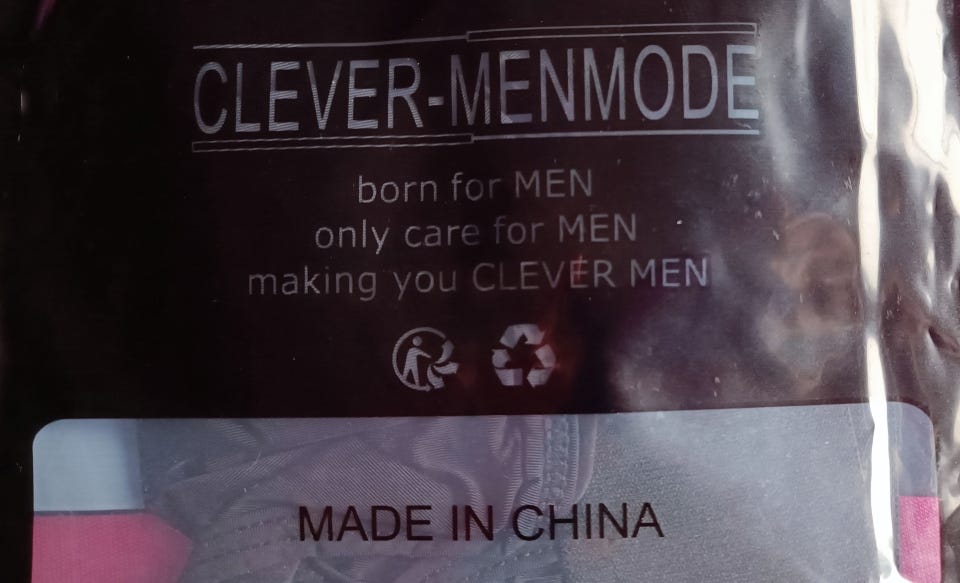 CLEVER-MENMODE
born for MEN
only care for MEN
making you CLEVER MEN
MADE IN CHINA